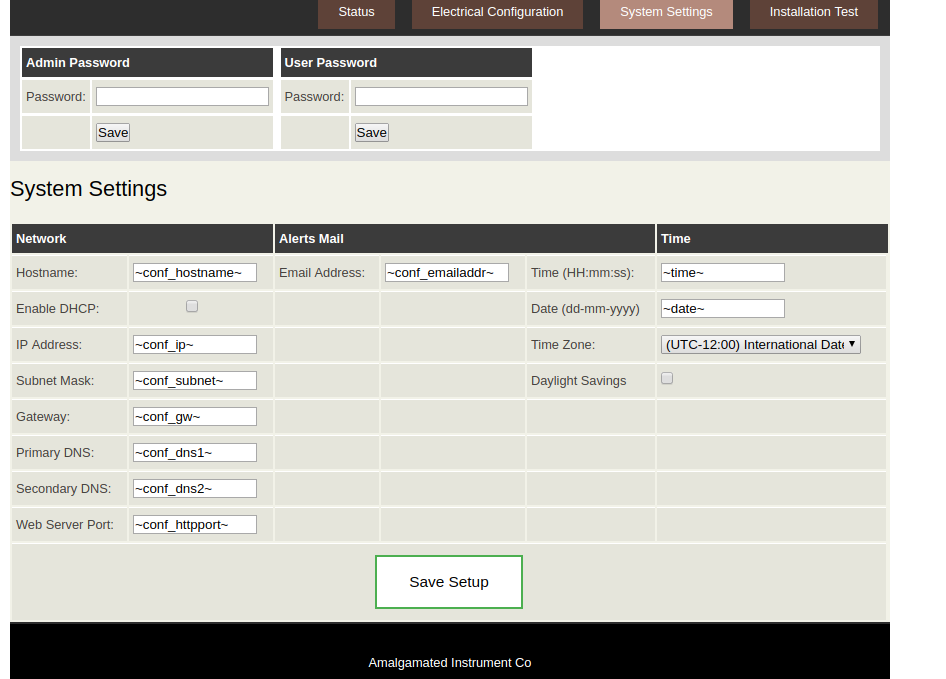 Status Electrical Configuration System Settings Installation Test
Admin Password User Password
Password: Password:
Save Save
System Settings
Network Alerts Mail Time
Hostname: ~conf_hostname~ Email Address: ~conf_emailaddr~ Time (HH:mm:ss): ~time~
Enable DHCP: Date (dd-mm-yyyy) ~date~
IP Address: ~conf_ip~ Time Zone: (UTC-12:00) International Date
Subnet Mask: ~conf_subnet~ Daylight Savings
Gateway: ~conf_gw~
Primary DNS: ~conf_dns1~
Secondary DNS: ~conf_dns2~
Web Server Port: ~conf_httpport~
Save Setup
Amalgamated Instrument Co